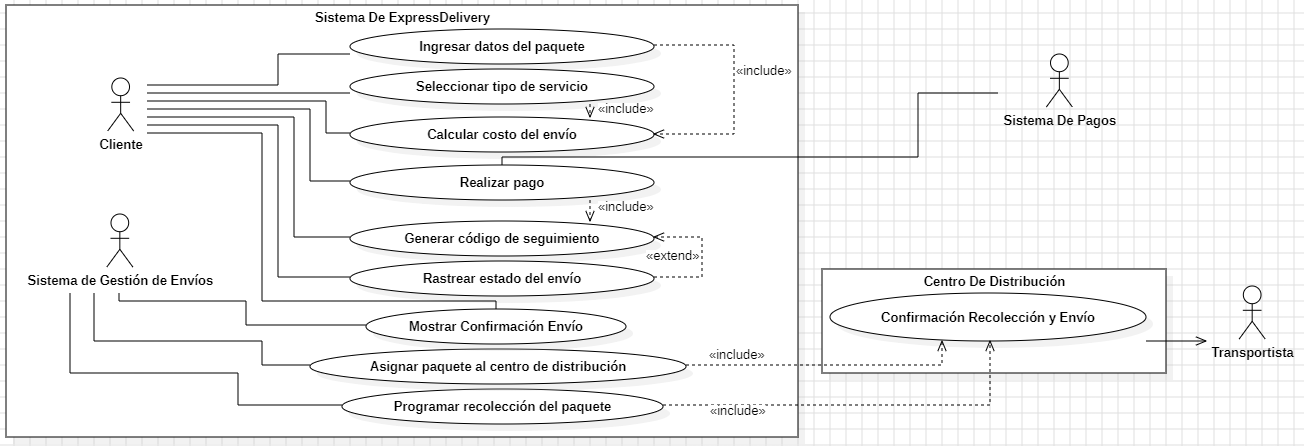 Sistema De ExpressDelivery
Ingresar datos del paquete
«include»
Seleccionar tipo de servicio
«include»
Calcular costo del envío
Cliente
Sistema De Pagos
Realizar pago
«include»
Generar código de seguimiento
«extend»
Rastrear estado del envío
Sistema de Gestión de Envíos
Centro De Distribución
Confirmación Recolección y Envío
Mostrar Confirmación Envío
Transportista
«include»
Asignar paquete al centro de distribución
Programar recolección del paquete
«include»